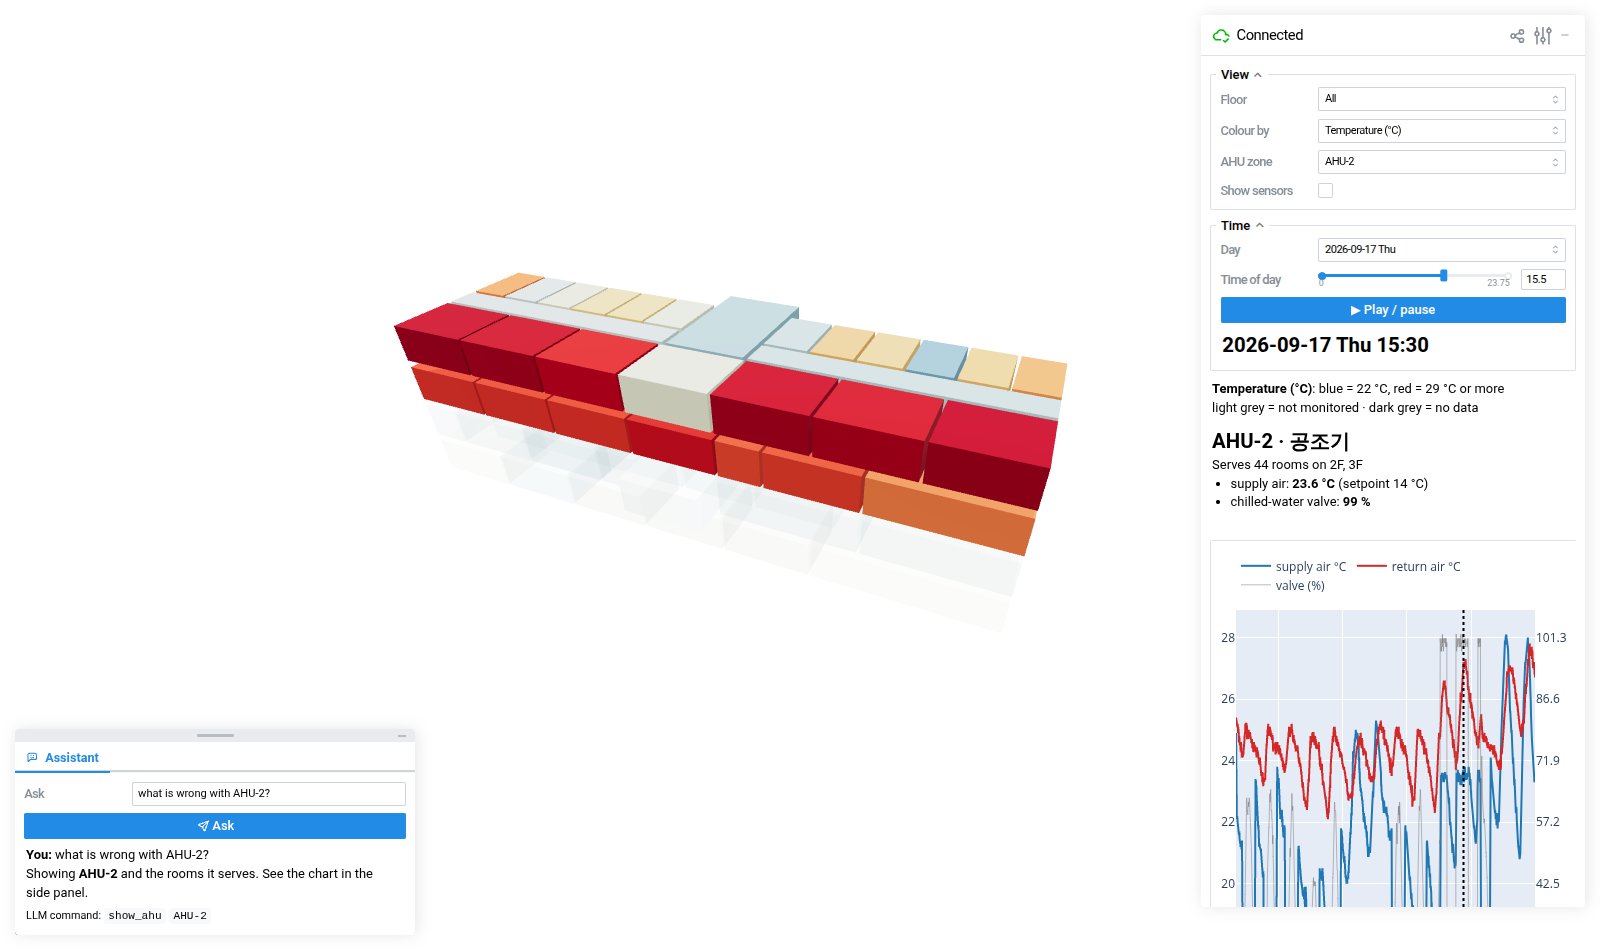 Connected
View
Floor All
Colour by Temperature (°C)
AHU zone AHU-2
Show sensors
Time
Day 2026-09-17 Thu
Time of day 15.5
0 23.75
▶ Play / pause
2026-09-17 Thu 15:30
Temperature (°C): blue = 22 °C, red = 29 °C or more
light grey = not monitored · dark grey = no data
AHU-2 · 공조기
Serves 44 rooms on 2F, 3F
• supply air: 23.6 °C (setpoint 14 °C)
• chilled-water valve: 99 %
supply air °C return air °C
valve (%)
28 101.3
26 86.6
24 71.9
22 57.2
20 42.5
Assistant
Ask what is wrong with AHU-2?
Ask
You: what is wrong with AHU-2?
Showing AHU-2 and the rooms it serves. See the chart in the
side panel.
LLM command: show_ahu AHU-2